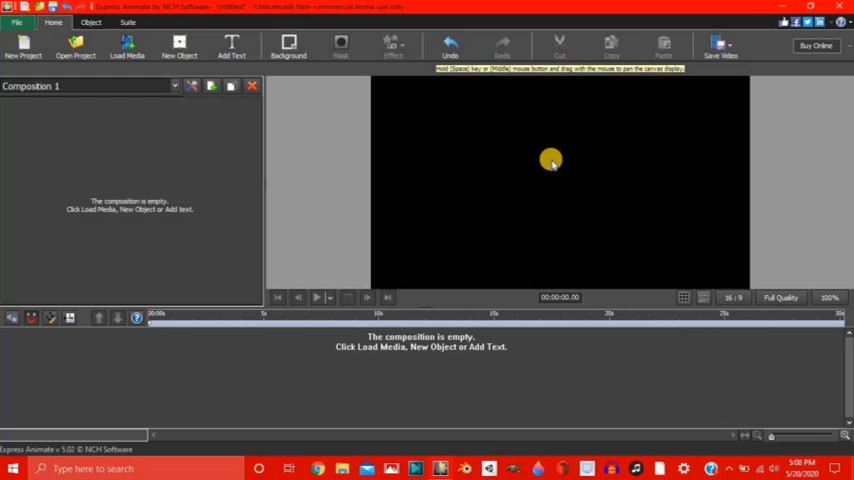 Express Animate by NCH Software - Untitled* - (Unlicensed) Non-commercial home use only
File Home Object Suite
New Project Open Project Load Media New Object Add Text Background Mask Effect Undo Redo Cut Copy Paste Save Video Buy Online
Hold [Space] key or [Middle] mouse button and drag with the mouse to pan the canvas display.
Composition 1
The composition is empty.
Click Load Media, New Object or Add text.
00:00:00.00 16 : 9 Full Quality 100%
00:00s 5s 10s 15s 20s 25s 30s
The composition is empty.
Click Load Media, New Object or Add Text.
Express Animate v 5.02 © NCH Software
Type here to search
5:08 PM
5/20/2020